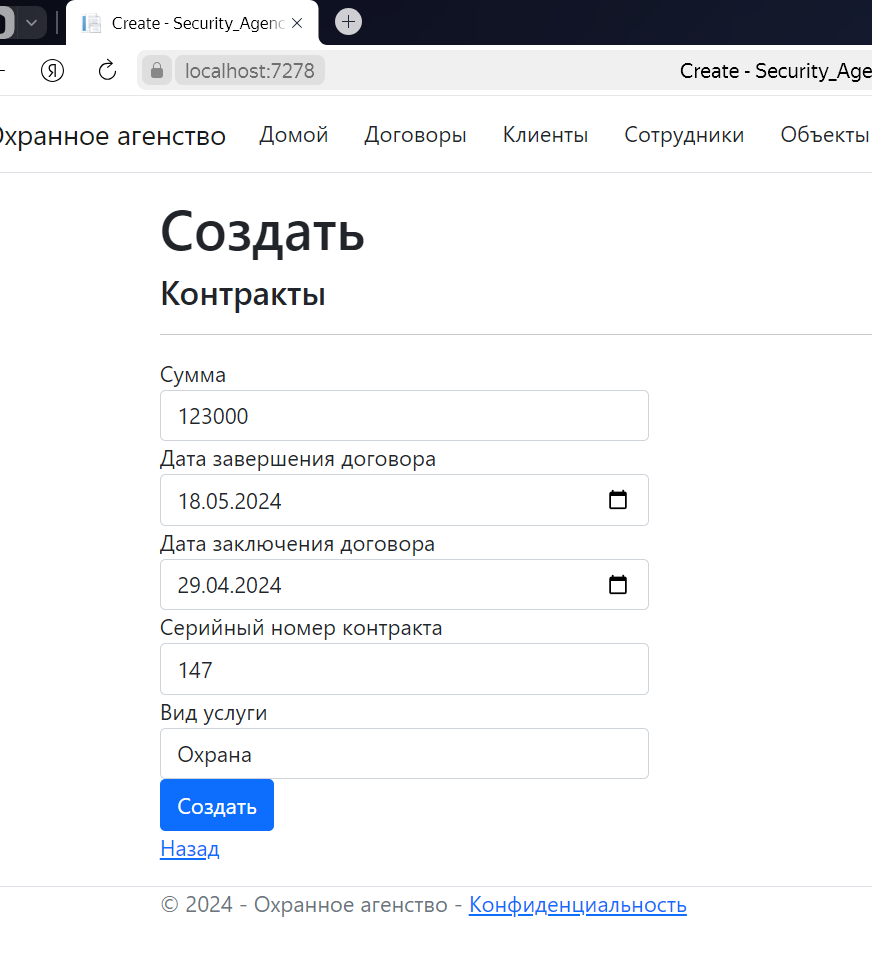 Create - Security_Agenc
localhost:7278 Create - Security_Age
Охранное агенство Домой Договоры Клиенты Сотрудники Объекты
Создать
Контракты
Сумма
123000
Дата завершения договора
18.05.2024
Дата заключения договора
29.04.2024
Серийный номер контракта
147
Вид услуги
Охрана
Создать
Назад
© 2024 - Охранное агенство - Конфиденциальность